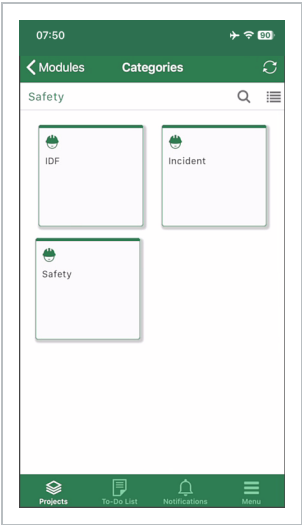 07:50 90
Modules Categories
Safety
IDF Incident
Safety
Projects To-Do List Notifications Menu